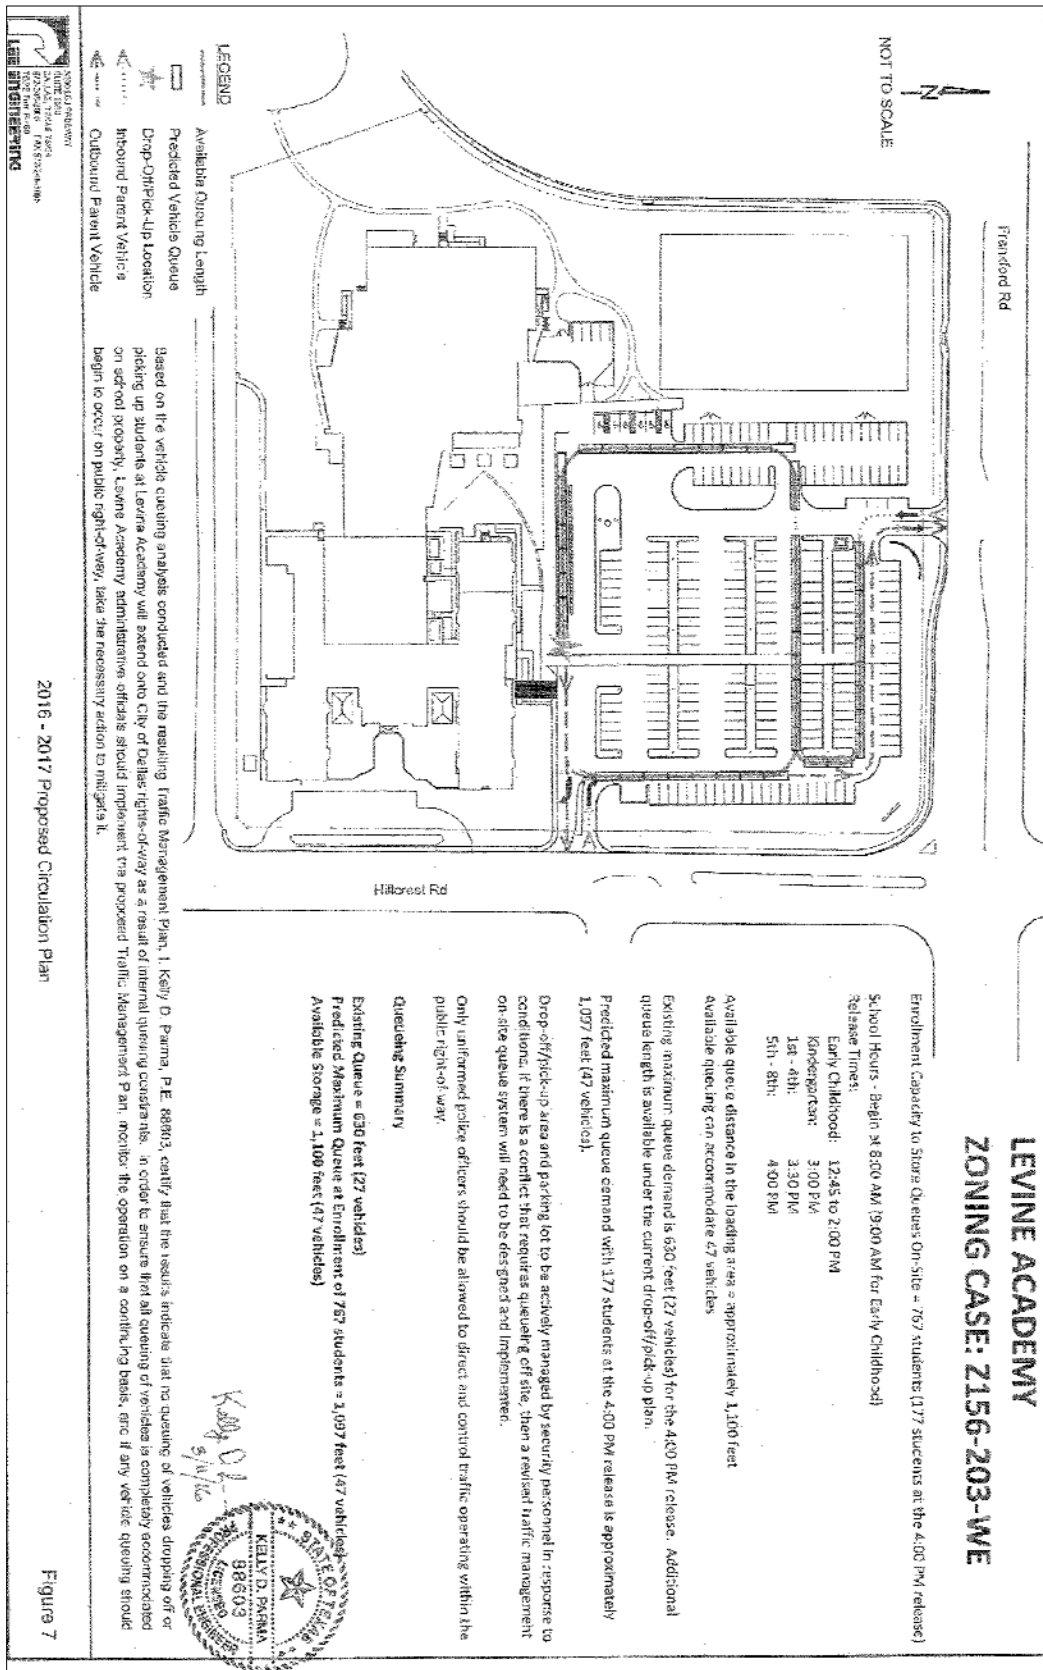 LEVINE ACADEMY
ZONING CASE: Z156-203-WE
Enrollment Capacity to Store Queues On-Site = 767 students (177 students at the 4:00 PM release)
School Hours - Begin at 8:00 AM (9:00 AM for Early Childhood)
Release Times:
Early Childhood: 12:45 to 2:00 PM
Kindergarten: 3:00 PM
1st - 4th: 3:30 PM
5th - 8th: 4:00 PM
Available queue distance in the loading area = approximately 1,100 feet
Available queuing can accommodate 47 vehicles
Existing maximum queue demand is 630 feet (27 vehicles) for the 4:00 PM release. Additional
queue length is available under the current drop-off/pick-up plan.
Predicted maximum queue demand with 177 students at the 4:00 PM release is approximately
1,097 feet (47 vehicles).
Drop-off/pick-up area and parking lot to be actively managed by security personnel in response to
conditions. If there is a conflict that requires queueing off site, then a revised traffic management
on-site queue system will need to be designed and implemented.
Only uniformed police officers should be allowed to direct and control traffic operating within the
public right-of-way.
Queueing Summary
Existing Queue = 630 feet (27 vehicles)
Predicted Maximum Queue at Enrollment of 767 students = 1,097 feet (47 vehicles)
Available Storage = 1,100 feet (47 vehicles)
Frankford Rd
Hillcrest Rd
N
NOT TO SCALE
LEGEND
Available Queuing Length
Predicted Vehicle Queue
Drop-Off/Pick-Up Location
Inbound Parent Vehicle
Outbound Parent Vehicle
Based on the vehicle queuing analysis conducted and the resulting Traffic Management Plan, I, Kelly D. Parma, P.E. 88603, certify that the results indicate that no queuing of vehicles dropping off or
picking up students at Levine Academy will extend onto City of Dallas rights-of-way as a result of internal queuing constraints. In order to ensure that all queuing of vehicles is completely accommodated
on school property, Levine Academy administrative officials should implement the proposed Traffic Management Plan, monitor the operation on a continuing basis, and if any vehicle queuing should
begin to occur on public right-of-way, take the necessary action to mitigate it.
3/11/16
STATE OF TEXAS
KELLY D. PARMA
88603
LICENSED
PROFESSIONAL ENGINEER
Lee engineering
2016 - 2017 Proposed Circulation Plan
Figure 7